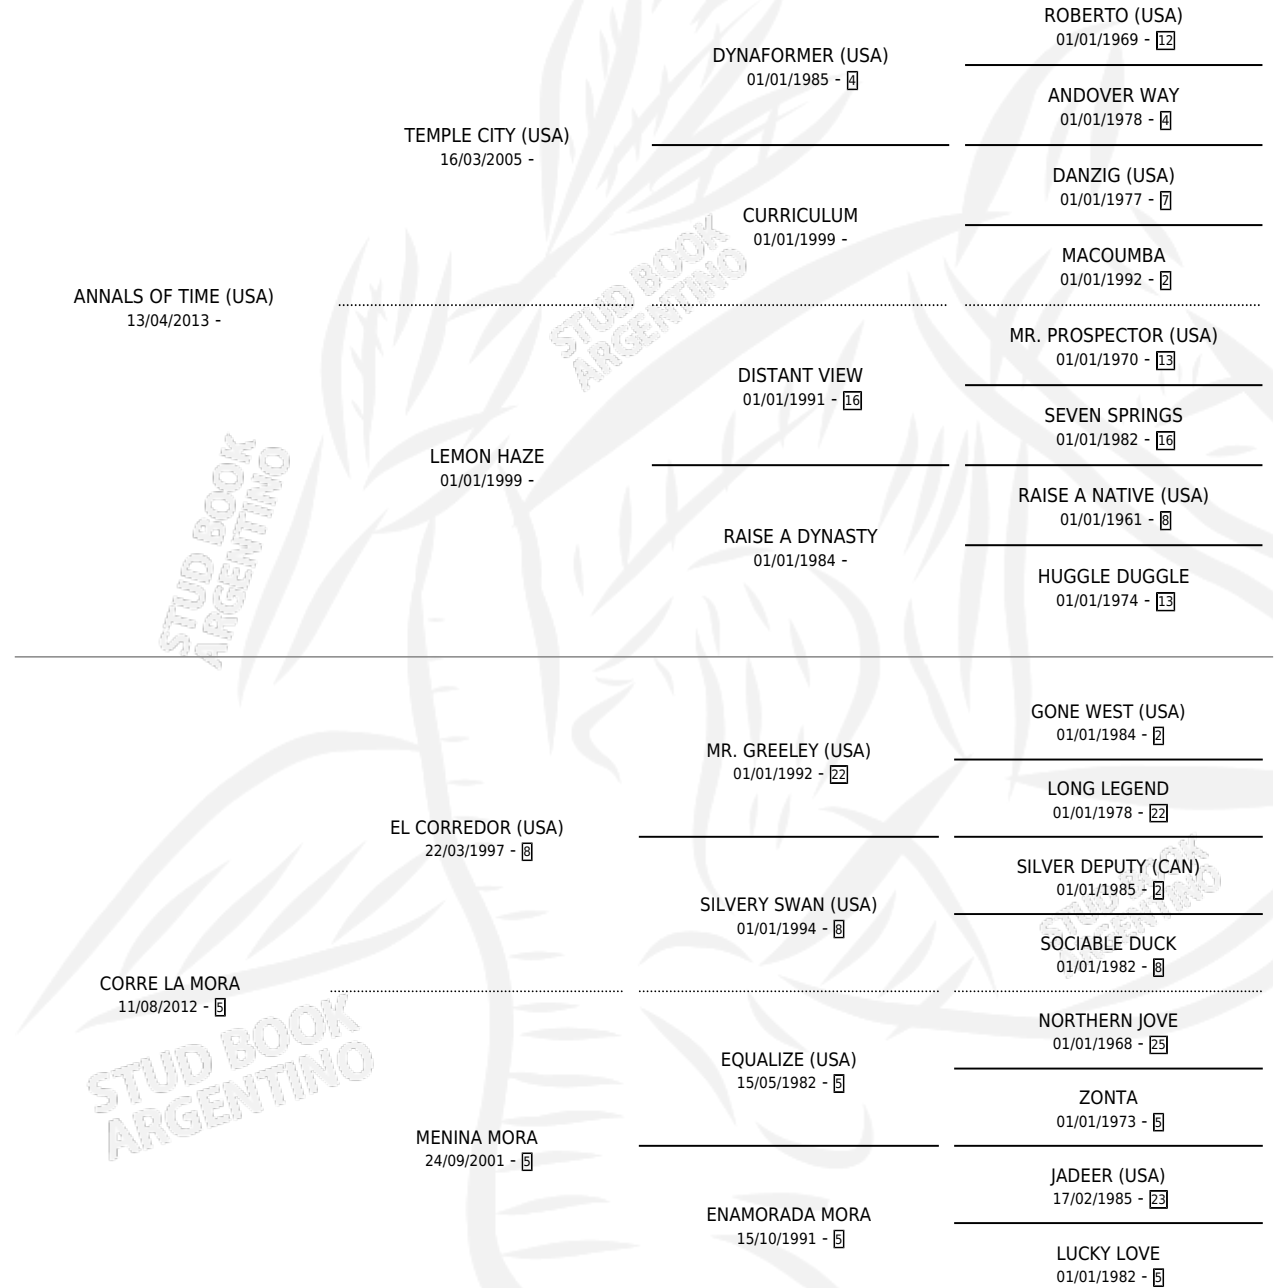 ROBERTO (USA)
01/01/1969 - 12
DYNAFORMER (USA)
01/01/1985 - 4
ANDOVER WAY
01/01/1978 - 4
TEMPLE CITY (USA)
16/03/2005 -
DANZIG (USA)
01/01/1977 - 7
CURRICULUM
01/01/1999 -
MACOUMBA
01/01/1992 - 2
STUD BOOK
ARGENTINO
ANNALS OF TIME (USA)
13/04/2013 -
MR. PROSPECTOR (USA)
01/01/1970 - 13
DISTANT VIEW
01/01/1991 - 16
SEVEN SPRINGS
01/01/1982 - 16
LEMON HAZE
01/01/1999 -
RAISE A NATIVE (USA)
01/01/1961 - 8
RAISE A DYNASTY
01/01/1984 -
HUGGLE DUGGLE
01/01/1974 - 13
STUD BOOK
ARGENTINO
GONE WEST (USA)
01/01/1984 - 2
MR. GREELEY (USA)
01/01/1992 - 22
LONG LEGEND
01/01/1978 - 22
EL CORREDOR (USA)
22/03/1997 - 8
SILVER DEPUTY (CAN)
01/01/1985 - 2
SILVERY SWAN (USA)
01/01/1994 - 8
SOCIABLE DUCK
01/01/1982 - 8
STUD BOOK
ARGENTINO
CORRE LA MORA
11/08/2012 - 5
NORTHERN JOVE
01/01/1968 - 25
EQUALIZE (USA)
15/05/1982 - 5
ZONTA
01/01/1973 - 5
STUD BOOK
ARGENTINO
MENINA MORA
24/09/2001 - 5
JADEER (USA)
17/02/1985 - 23
ENAMORADA MORA
15/10/1991 - 5
LUCKY LOVE
01/01/1982 - 5